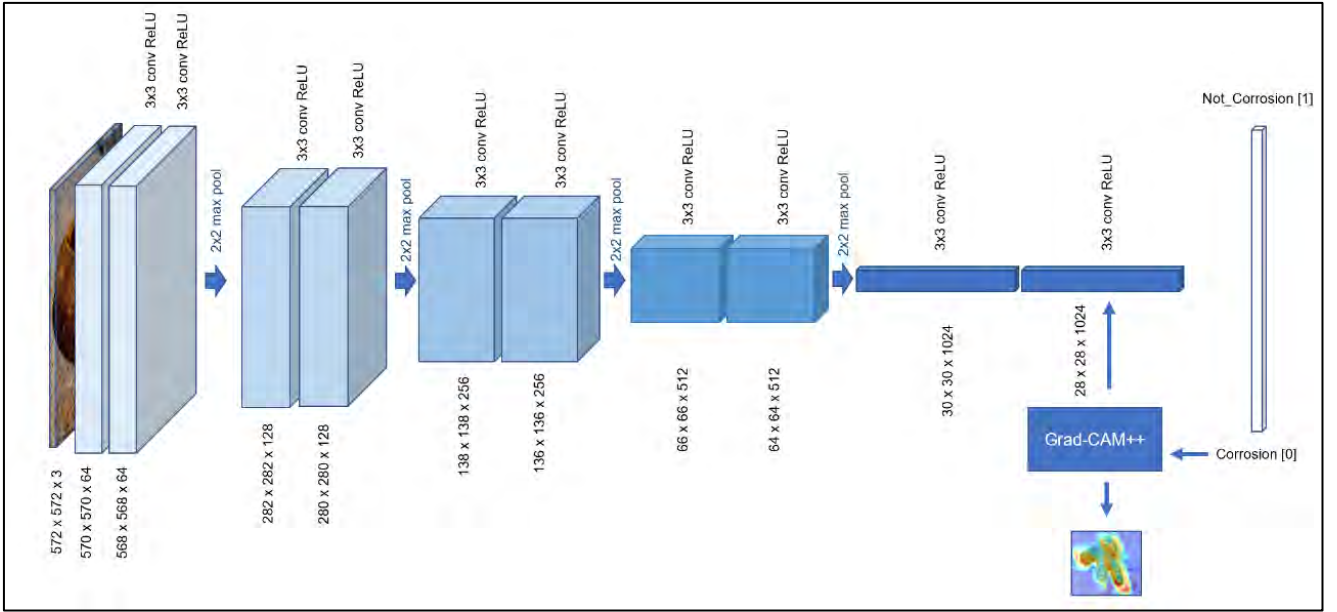 3x3 conv ReLU
3x3 conv ReLU
2x2 max pool
3x3 conv ReLU
3x3 conv ReLU
2x2 max pool
3x3 conv ReLU
3x3 conv ReLU
2x2 max pool
3x3 conv ReLU
3x3 conv ReLU
2x2 max pool
3x3 conv ReLU
3x3 conv ReLU
Not_Corrosion [1]
572 x 572 x 3
570 x 570 x 64
568 x 568 x 64
282 x 282 x 128
280 x 280 x 128
138 x 138 x 256
136 x 136 x 256
66 x 66 x 512
64 x 64 x 512
30 x 30 x 1024
28 x 28 x 1024
Grad-CAM++
Corrosion [0]